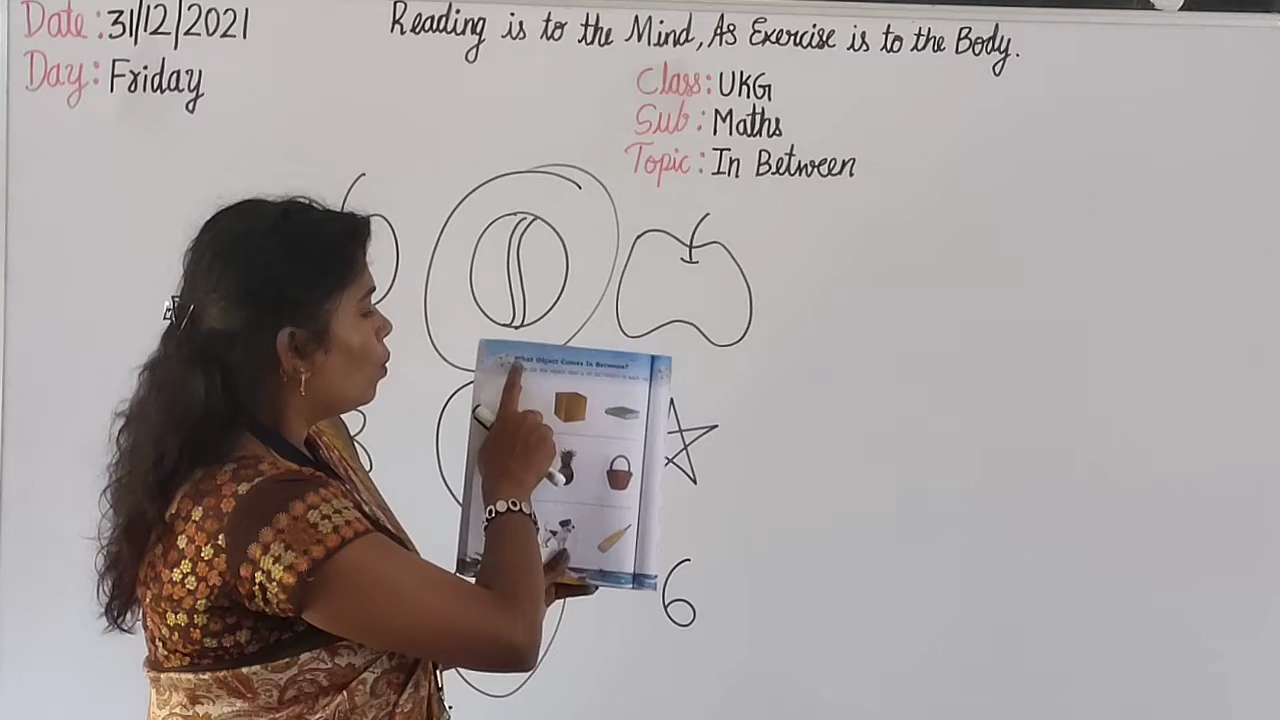 Date: 31/12/2021
Reading is to the Mind, As Exercise is to the Body.
Day: Friday
Class: UKG
Sub: Maths
Topic: In Between
What Object Comes In Between?
6